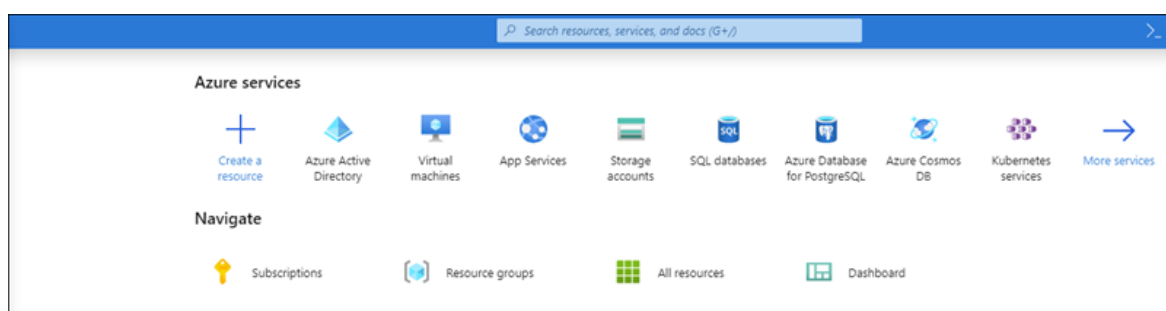 Search resources, services, and docs (G+/)
Azure services
Create a resource
Azure Active Directory
Virtual machines
App Services
Storage accounts
SQL databases
Azure Database for PostgreSQL
Azure Cosmos DB
Kubernetes services
More services
Navigate
Subscriptions
Resource groups
All resources
Dashboard